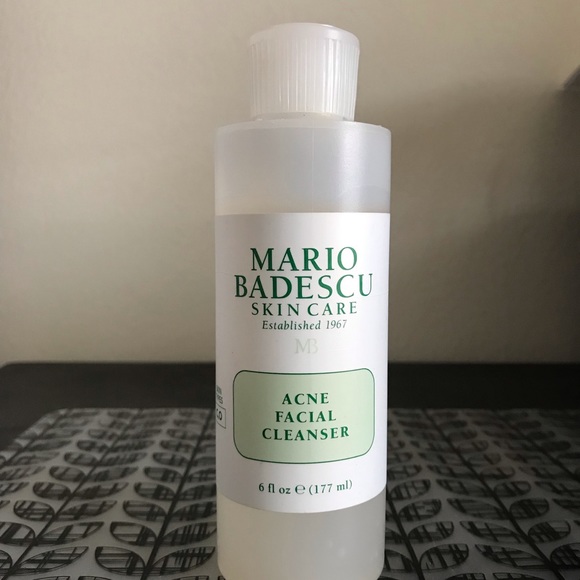 MARIO
BADESCU
SKIN CARE
Established 1967
MB
ACNE
FACIAL
CLEANSER
6 fl oz ℮ (177 ml)